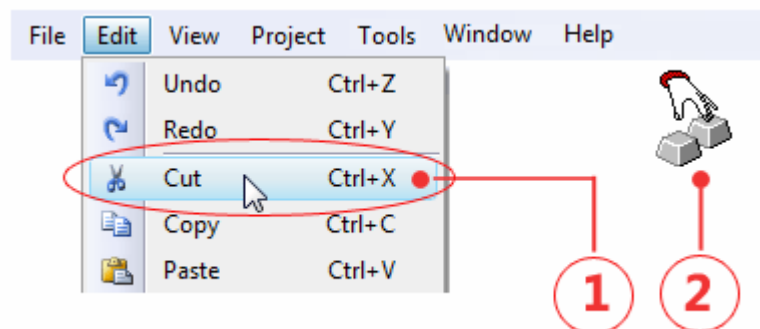 File Edit View Project Tools Window Help
Undo Ctrl+Z
Redo Ctrl+Y
Cut Ctrl+X
Copy Ctrl+C
Paste Ctrl+V
1 2